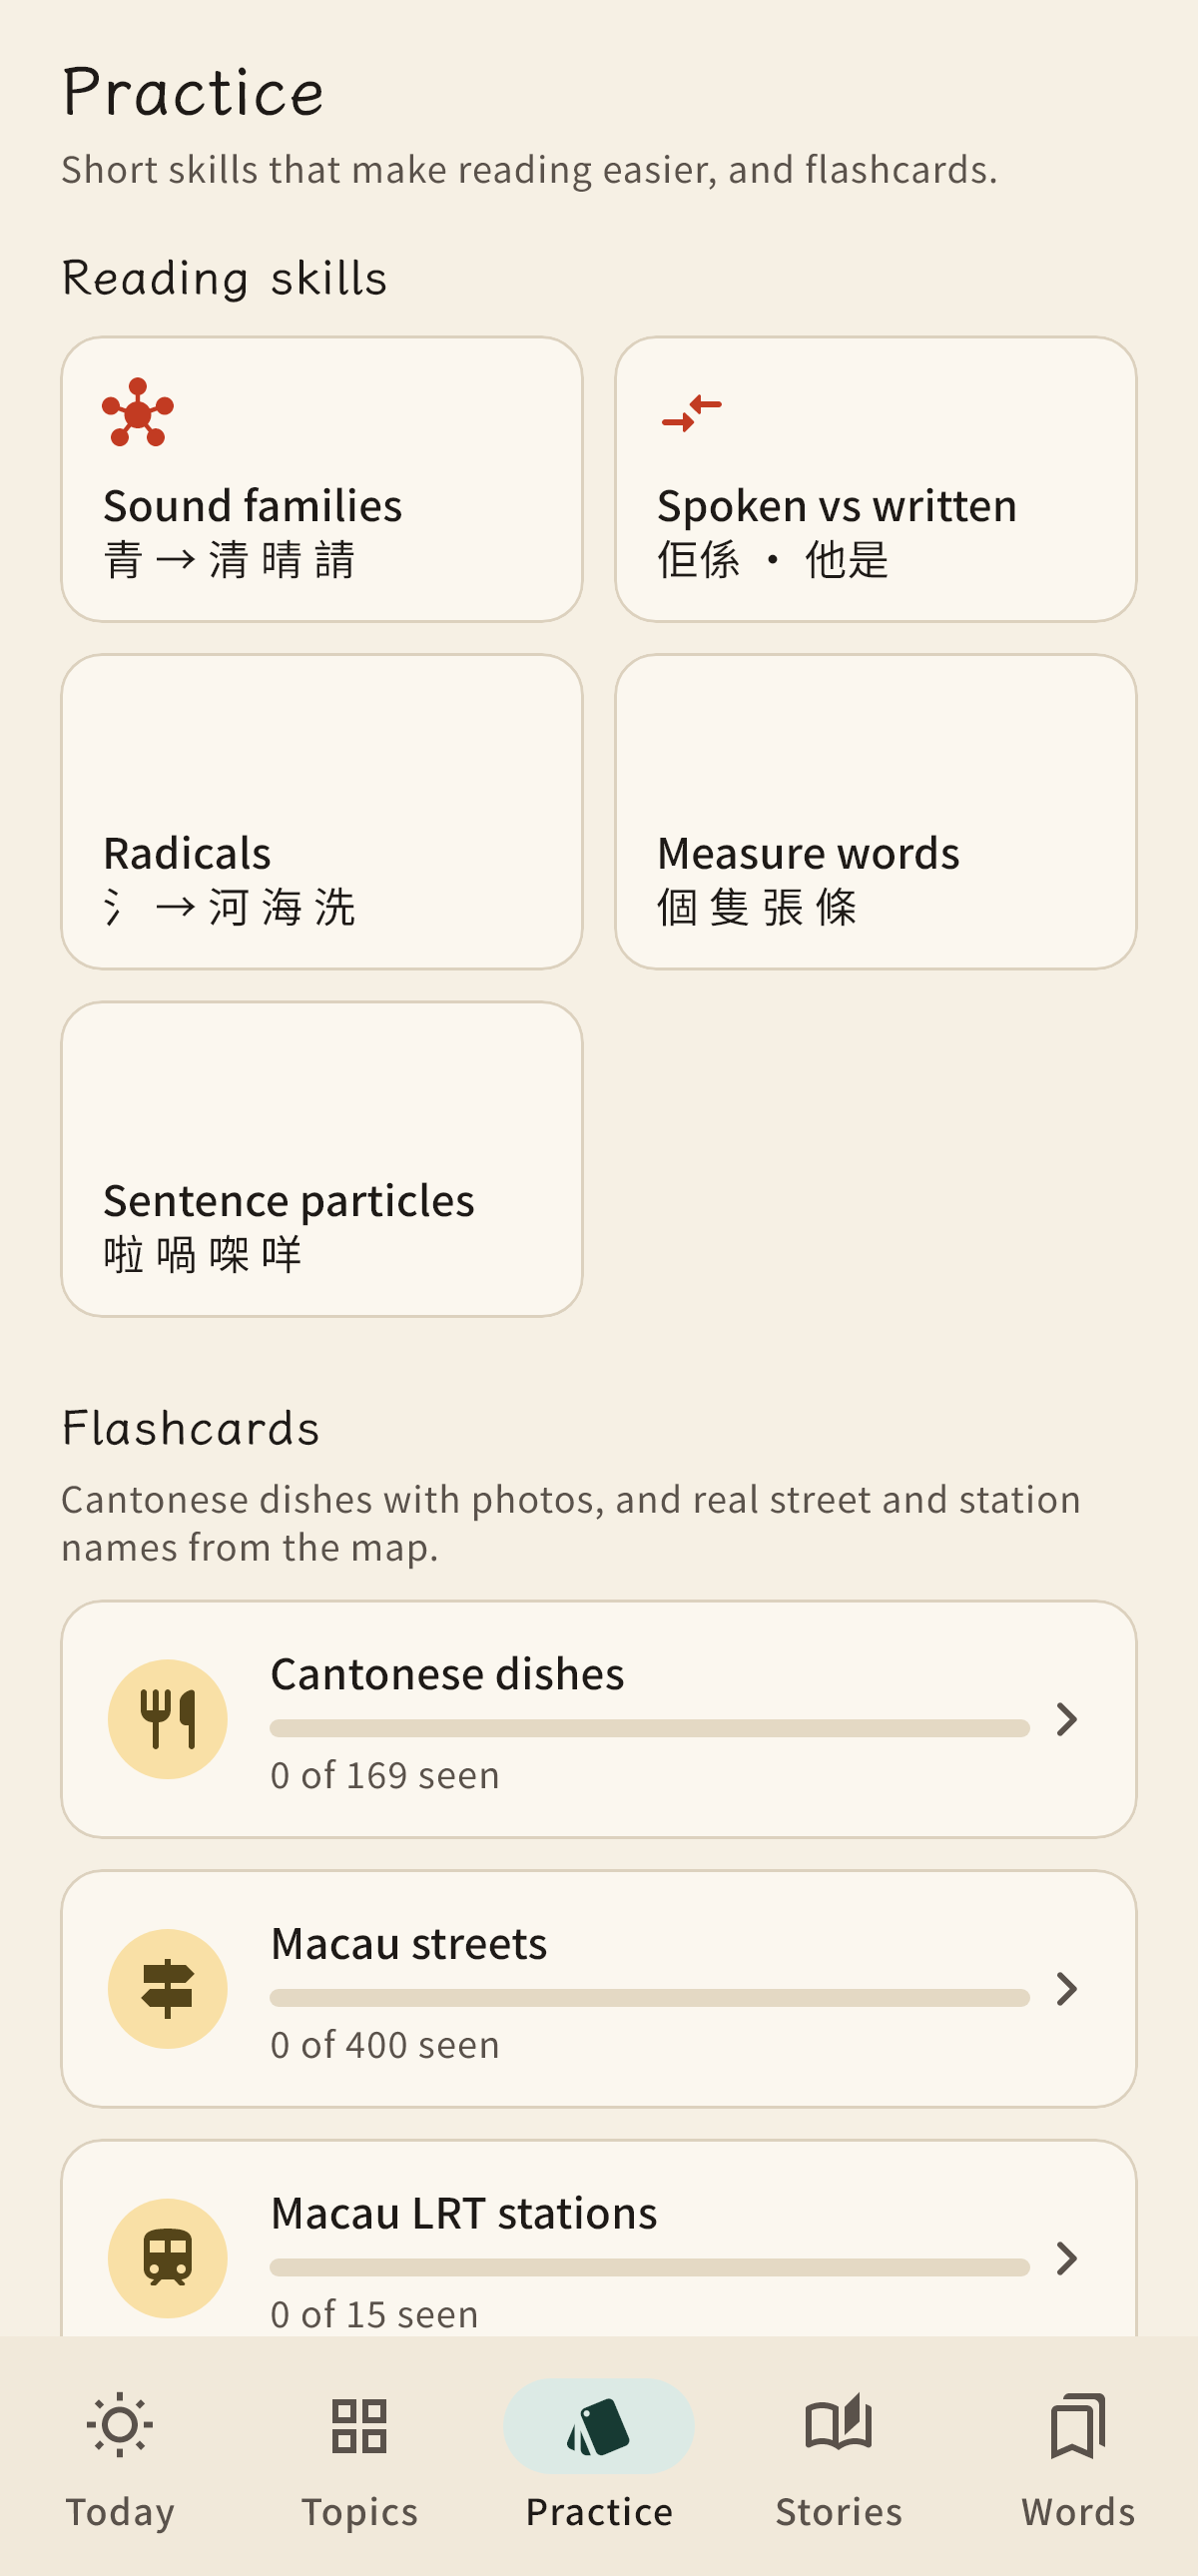 Practice
Short skills that make reading easier, and flashcards.
Reading skills
Sound families
青 → 清 晴 請
Spoken vs written
佢係 · 他是
Radicals
氵 → 河 海 洗
Measure words
個 隻 張 條
Sentence particles
啦 喎 㗎 咩
Flashcards
Cantonese dishes with photos, and real street and station
names from the map.
Cantonese dishes
0 of 169 seen
Macau streets
0 of 400 seen
Macau LRT stations
0 of 15 seen
Today
Topics
Practice
Stories
Words